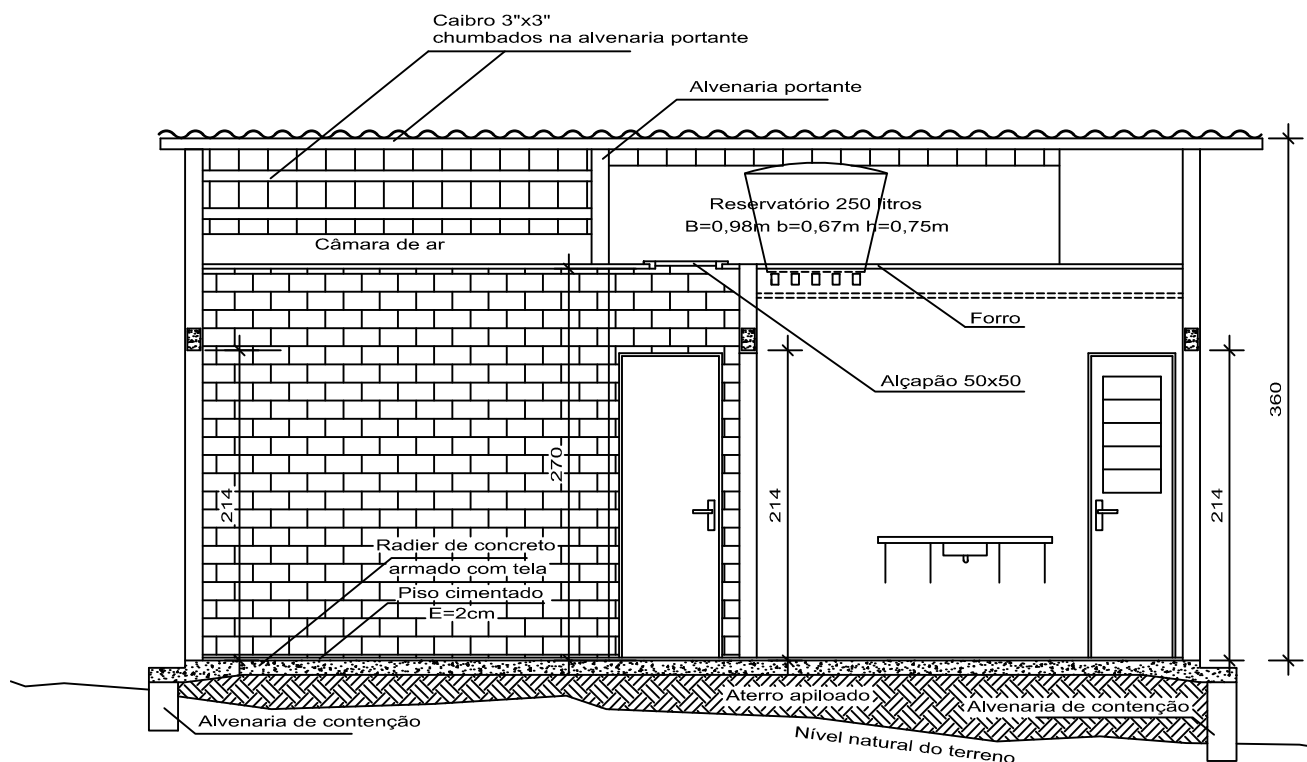 Caibro 3"x3"
chumbados na alvenaria portante
Alvenaria portante
Reservatório 250 litros
B=0,98m b=0,67m h=0,75m
Câmara de ar
Forro
Alçapão 50x50
360
270
214
214
214
Radier de concreto
armado com tela
Piso cimentado
E=2cm
Aterro apiloado
Alvenaria de contenção
Alvenaria de contenção
Nível natural do terreno